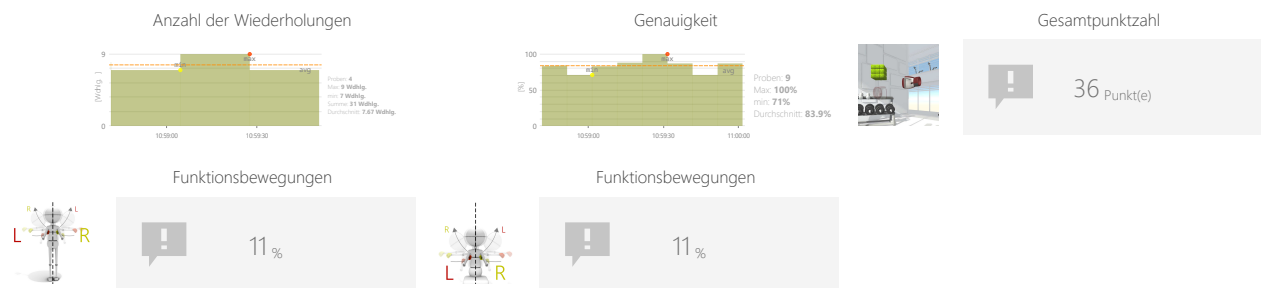 Anzahl der Wiederholungen
9
[Wdhlg. ]
0
min
max
avg
10:59:00
10:59:30
Proben: 4
Max: 9 Wdhlg.
min: 7 Wdhlg.
Summe: 31 Wdhlg.
Durchschnitt: 7.67 Wdhlg.
Genauigkeit
100
50
[%]
0
min
max
avg
10:59:00
10:59:30
11:00:00
Proben: 9
Max: 100%
min: 71%
Durchschnitt: 83.9%
Gesamtpunktzahl
36 Punkt(e)
Funktionsbewegungen
R L
L R
11 %
Funktionsbewegungen
R L
L R
11 %